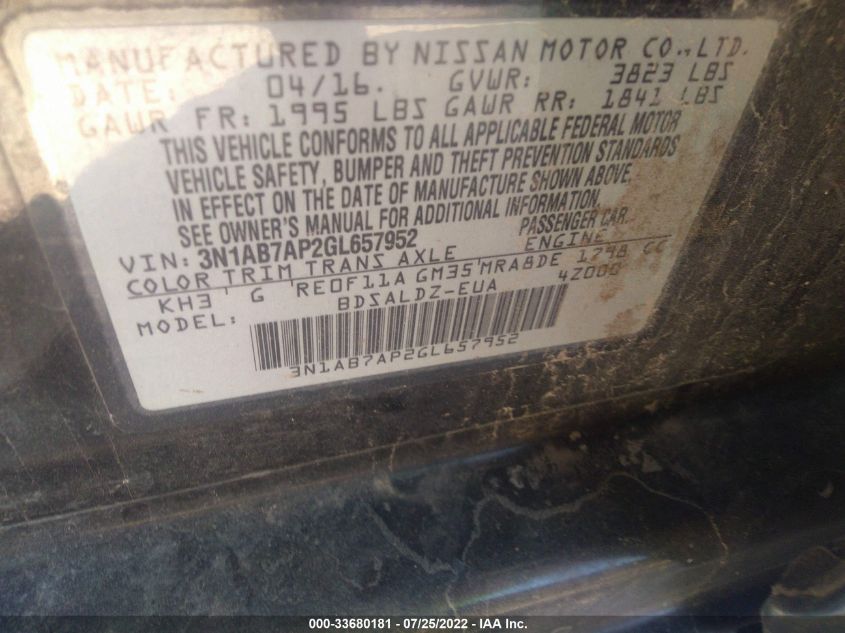 MANUFACTURED BY NISSAN MOTOR CO., LTD.
DATE: 04/16. GVWR: 3823 LBS
GAWR FR: 1995 LBS GAWR RR: 1841 LBS
THIS VEHICLE CONFORMS TO ALL APPLICABLE FEDERAL MOTOR
VEHICLE SAFETY, BUMPER AND THEFT PREVENTION STANDARDS
IN EFFECT ON THE DATE OF MANUFACTURE SHOWN ABOVE.
SEE OWNER'S MANUAL FOR ADDITIONAL INFORMATION.
VIN: 3N1AB7AP2GL657952 PASSENGER CAR
COLOR TRIM TRANS AXLE ENGINE
KH3 G RE0F11A GM35 MRA8DE 1798 CC
MODEL: BDSALDZ-EUA 4Z000
3N1AB7AP2GL657952
000-33680181 - 07/25/2022 - IAA Inc.